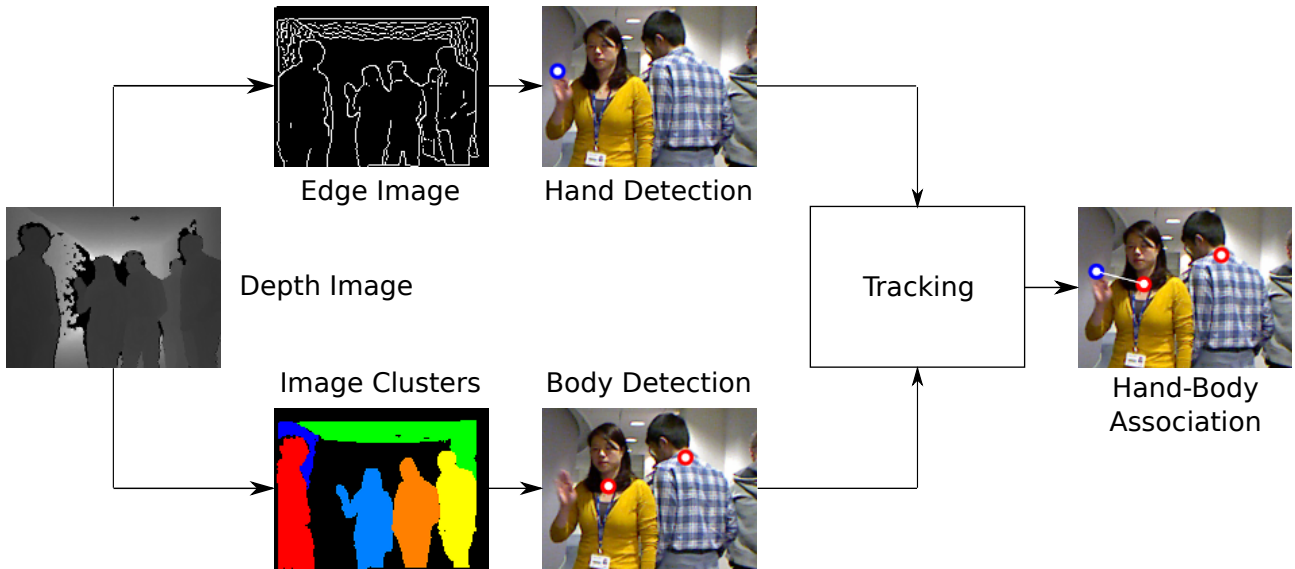 Edge Image
Hand Detection
Depth Image
Tracking
Image Clusters
Body Detection
Hand-Body
Association